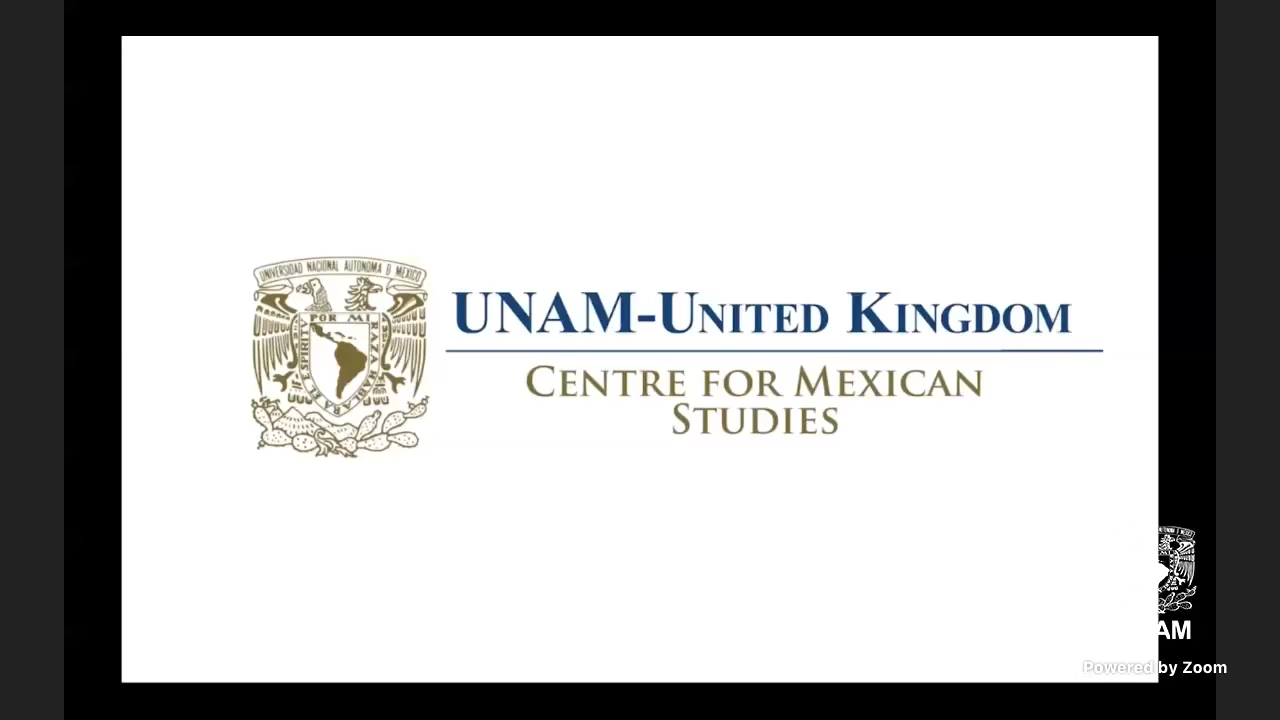 UNIVERSIDAD NACIONAL AUTONOMA D MEXICO
POR MI RAZA HABLARA EL ESPIRITU
UNAM-UNITED KINGDOM
CENTRE FOR MEXICAN
STUDIES
AM
Powered by Zoom